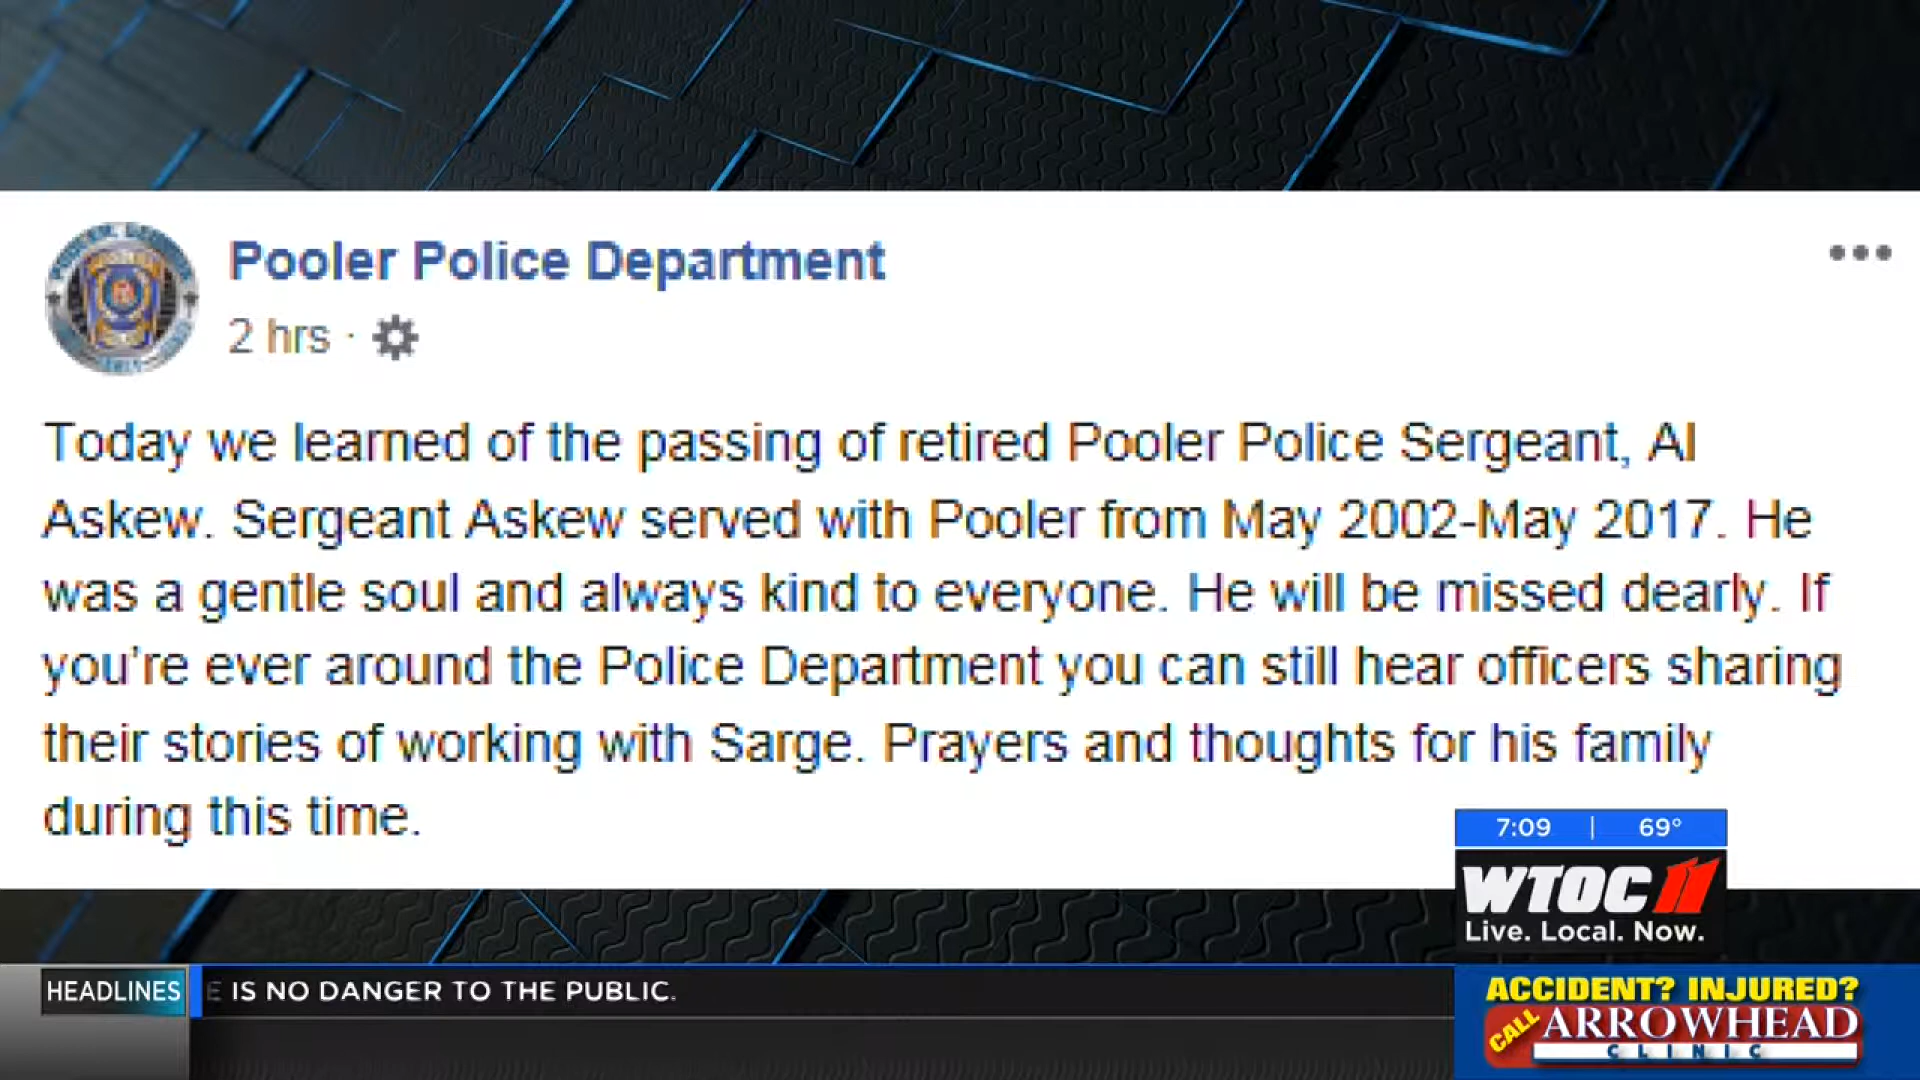 Pooler Police Department
2 hrs ·
Today we learned of the passing of retired Pooler Police Sergeant, Al
Askew. Sergeant Askew served with Pooler from May 2002-May 2017. He
was a gentle soul and always kind to everyone. He will be missed dearly. If
you're ever around the Police Department you can still hear officers sharing
their stories of working with Sarge. Prayers and thoughts for his family
during this time.
7:09 | 69°
WTOC 11
Live. Local. Now.
HEADLINES
E IS NO DANGER TO THE PUBLIC.
ACCIDENT? INJURED?
CALL ARROWHEAD
CLINIC